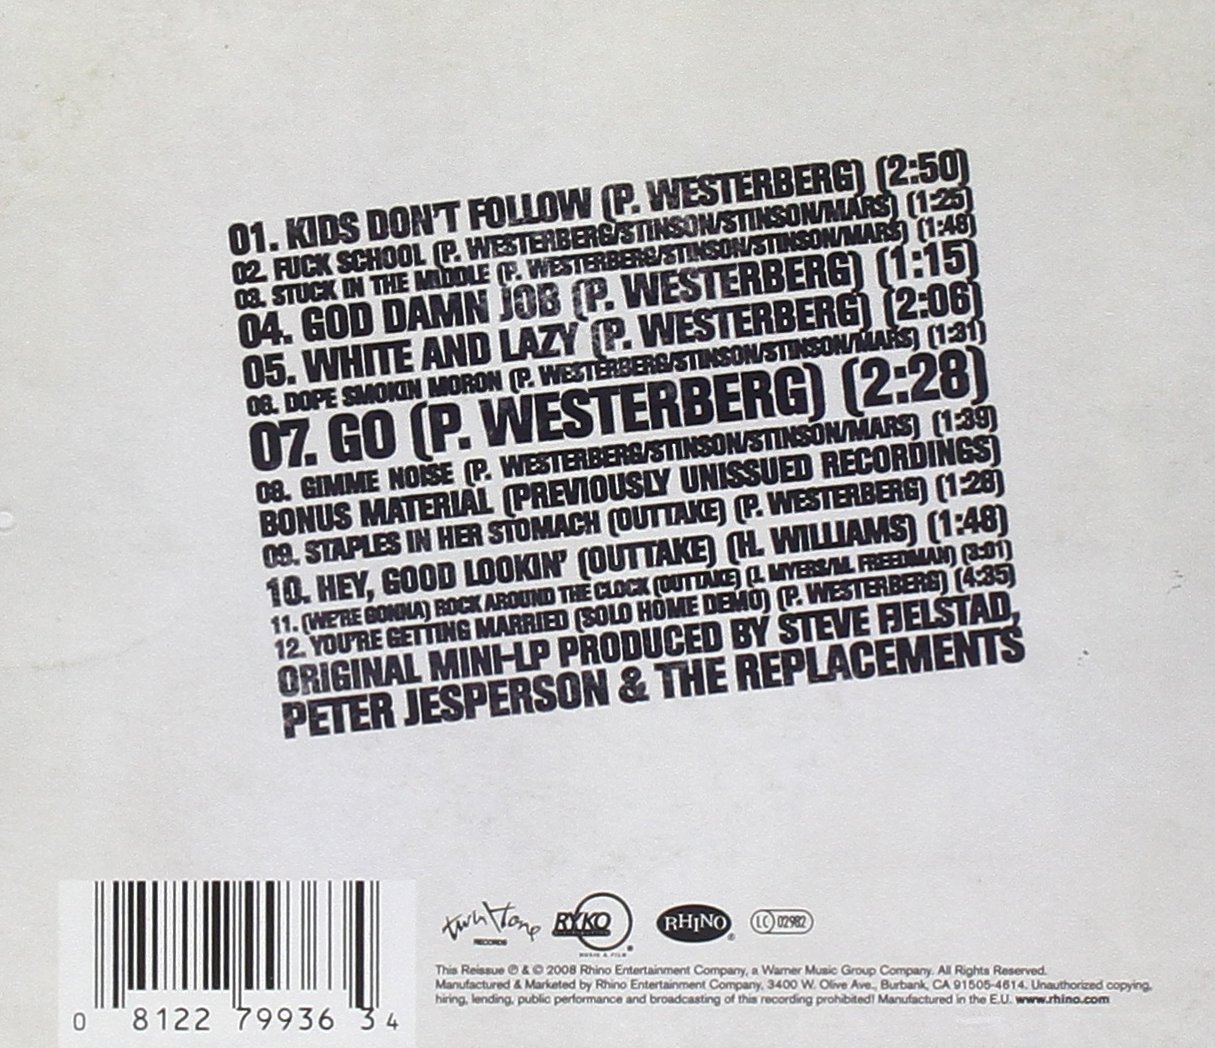 01. KIDS DON'T FOLLOW (P. WESTERBERG) (2:50)
02. FUCK SCHOOL (P. WESTERBERG/STINSON/STINSON/MARS) (1:25)
03. STUCK IN THE MIDDLE (P. WESTERBERG/STINSON/STINSON/MARS) (1:48)
04. GOD DAMN JOB (P. WESTERBERG) (1:15)
05. WHITE AND LAZY (P. WESTERBERG) (2:06)
06. DOPE SMOKIN MORON (P. WESTERBERG/STINSON/STINSON/MARS) (1:31)
07. GO (P. WESTERBERG) (2:28)
08. GIMME NOISE (P. WESTERBERG/STINSON/STINSON/MARS) (1:39)
BONUS MATERIAL (PREVIOUSLY UNISSUED RECORDINGS)
09. STAPLES IN HER STOMACH (OUTTAKE) (P. WESTERBERG) (1:28)
10. HEY, GOOD LOOKIN' (OUTTAKE) (H. WILLIAMS) (1:48)
11. (WE'RE GONNA) ROCK AROUND THE CLOCK (OUTTAKE) (J. MYERS/M. FREEDMAN) (3:01)
12. YOU'RE GETTING MARRIED (SOLO HOME DEMO) (P. WESTERBERG) (4:35)
ORIGINAL MINI-LP PRODUCED BY STEVE FJELSTAD,
PETER JESPERSON & THE REPLACEMENTS
twin/tone RECORDS
RYKO MUSIC & FILM ®
RHINO ®
LC 02982
This Reissue ℗ & © 2008 Rhino Entertainment Company, a Warner Music Group Company. All Rights Reserved.
Manufactured & Marketed by Rhino Entertainment Company, 3400 W. Olive Ave., Burbank, CA 91505-4614. Unauthorized copying,
hiring, lending, public performance and broadcasting of this recording prohibited! Manufactured in the E.U. www.rhino.com
0 8122 79936 3 4